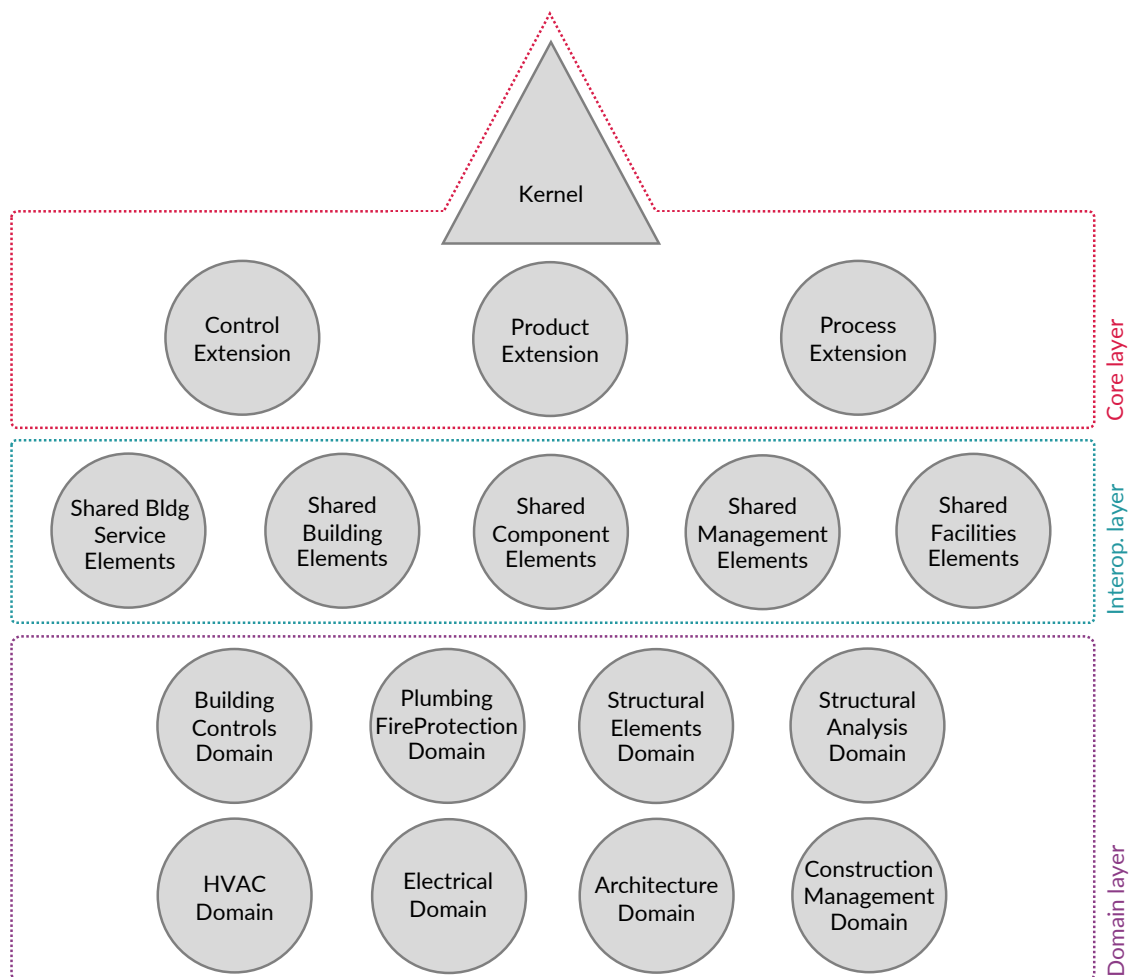 Kernel
Control
Extension
Product
Extension
Process
Extension
Core layer
Shared Bldg
Service
Elements
Shared
Building
Elements
Shared
Component
Elements
Shared
Management
Elements
Shared
Facilities
Elements
Interop. layer
Building
Controls
Domain
Plumbing
FireProtection
Domain
Structural
Elements
Domain
Structural
Analysis
Domain
HVAC
Domain
Electrical
Domain
Architecture
Domain
Construction
Management
Domain
Domain layer